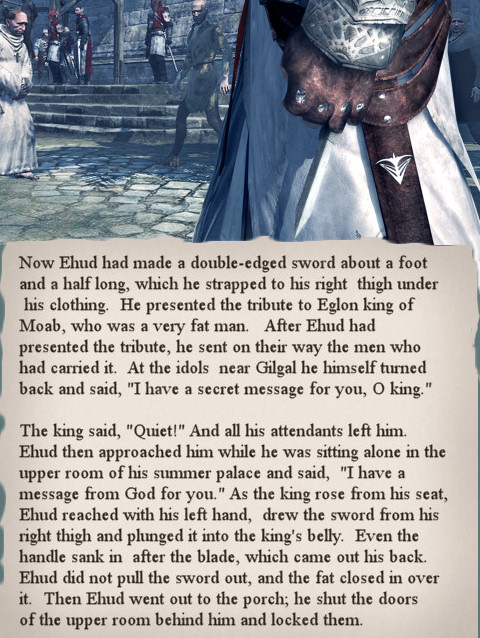 Now Ehud had made a double-edged sword about a foot
and a half long, which he strapped to his right thigh under
his clothing. He presented the tribute to Eglon king of
Moab, who was a very fat man. After Ehud had
presented the tribute, he sent on their way the men who
had carried it. At the idols near Gilgal he himself turned
back and said, "I have a secret message for you, O king."

The king said, "Quiet!" And all his attendants left him.
Ehud then approached him while he was sitting alone in the
upper room of his summer palace and said, "I have a
message from God for you." As the king rose from his seat,
Ehud reached with his left hand, drew the sword from his
right thigh and plunged it into the king's belly. Even the
handle sank in after the blade, which came out his back.
Ehud did not pull the sword out, and the fat closed in over
it. Then Ehud went out to the porch; he shut the doors
of the upper room behind him and locked them.